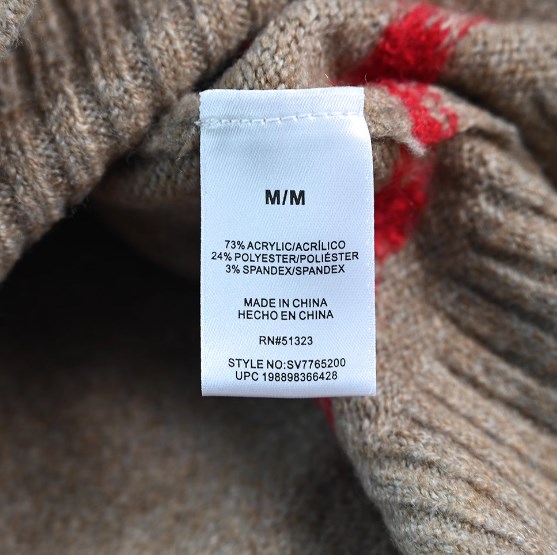 M/M
73% ACRYLIC/ACRÍLICO
24% POLYESTER/POLIÉSTER
3% SPANDEX/SPANDEX
MADE IN CHINA
HECHO EN CHINA
RN#51323
STYLE NO:SV7765200
UPC 198898366428